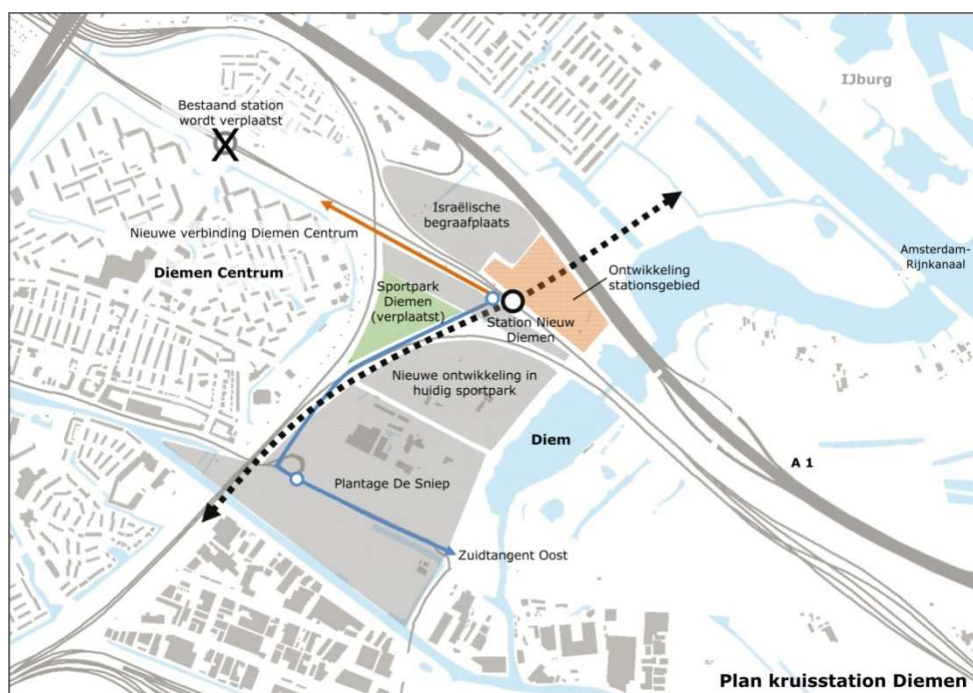 IJburg
Bestaand station
wordt verplaatst
Israëlische
begraafplaats
Nieuwe verbinding Diemen Centrum
Diemen Centrum
Amsterdam-
Rijnkanaal
Ontwikkeling
stationsgebied
Sportpark
Diemen
(verplaatst)
Station Nieuw
Diemen
Nieuwe ontwikkeling in
huidig sportpark
Diem
A 1
Plantage De Sniep
Zuidtangent Oost
Plan kruisstation Diemen